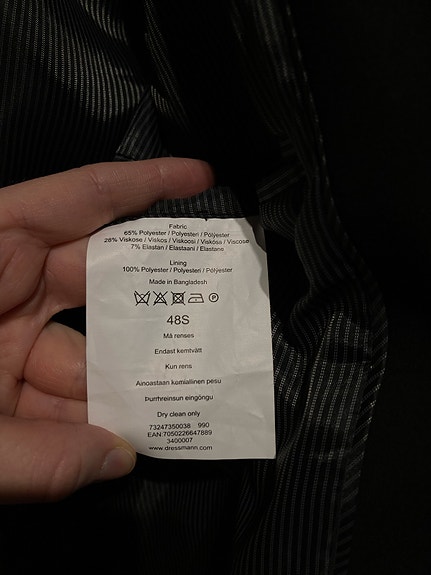 Fabric
65% Polyester / Polyesteri / Pólýester
28% Viskose / Viskos / Viskoosi / Viskósa / Viscose
7% Elastan / Elastaani / Elastane
Lining
100% Polyester / Polyesteri / Pólýester
Made in Bangladesh
P
48S
Må renses
Endast kemtvätt
Kun rens
Ainoastaan kemiallinen pesu
Þurrhreinsun eingöngu
Dry clean only
73247350038 990
EAN:7050226647889
3400007
www.dressmann.com